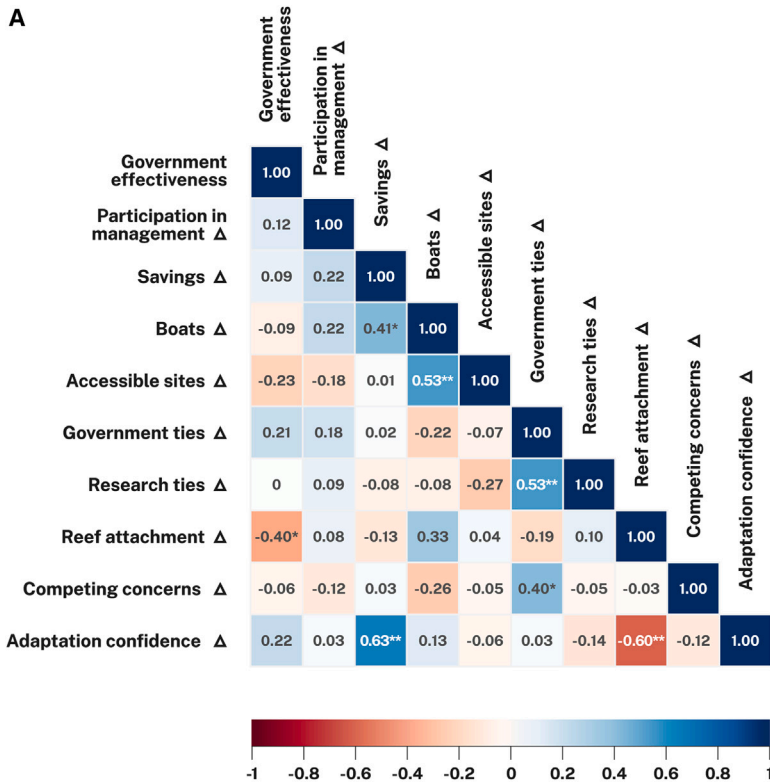 A
Government
effectiveness
Participation in
management Δ
Savings Δ
Boats Δ
Accessible sites Δ
Government ties Δ
Research ties Δ
Reef attachment Δ
Competing concerns Δ
Adaptation confidence Δ
Government
effectiveness
1.00
Participation in
management Δ
0.12 1.00
Savings Δ 0.09 0.22 1.00
Boats Δ -0.09 0.22 0.41* 1.00
Accessible sites Δ -0.23 -0.18 0.01 0.53** 1.00
Government ties Δ 0.21 0.18 0.02 -0.22 -0.07 1.00
Research ties Δ 0 0.09 -0.08 -0.08 -0.27 0.53** 1.00
Reef attachment Δ -0.40* 0.08 -0.13 0.33 0.04 -0.19 0.10 1.00
Competing concerns Δ -0.06 -0.12 0.03 -0.26 -0.05 0.40* -0.05 -0.03 1.00
Adaptation confidence Δ 0.22 0.03 0.63** 0.13 -0.06 0.03 -0.14 -0.60** -0.12 1.00
-1 -0.8 -0.6 -0.4 -0.2 0 0.2 0.4 0.6 0.8 1